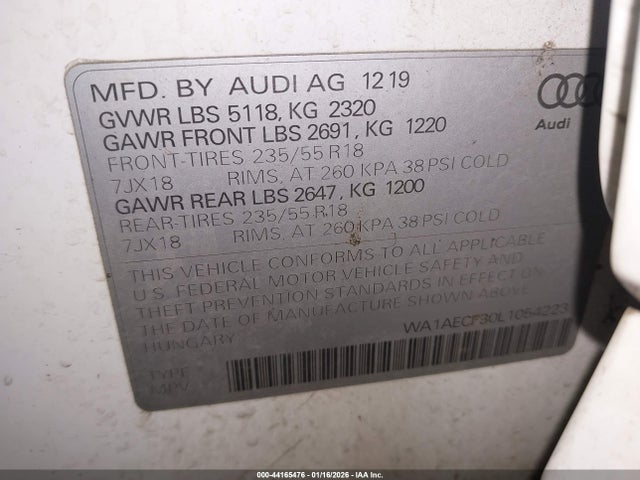 MFD. BY AUDI AG 12 19
GVWR LBS 5118, KG 2320
GAWR FRONT LBS 2691, KG 1220
FRONT-TIRES 235/55 R18
7JX18 RIMS, AT 260 KPA 38 PSI COLD
GAWR REAR LBS 2647, KG 1200
REAR-TIRES 235/55 R18
7JX18 RIMS, AT 260 KPA 38 PSI COLD
THIS VEHICLE CONFORMS TO ALL APPLICABLE
U.S. FEDERAL MOTOR VEHICLE SAFETY AND
THEFT PREVENTION STANDARDS IN EFFECT ON
THE DATE OF MANUFACTURE SHOWN ABOVE.
HUNGARY
WA1AECF30L1054223
TYPE
MPV
Audi
000-44165476 - 01/16/2026 - IAA Inc.